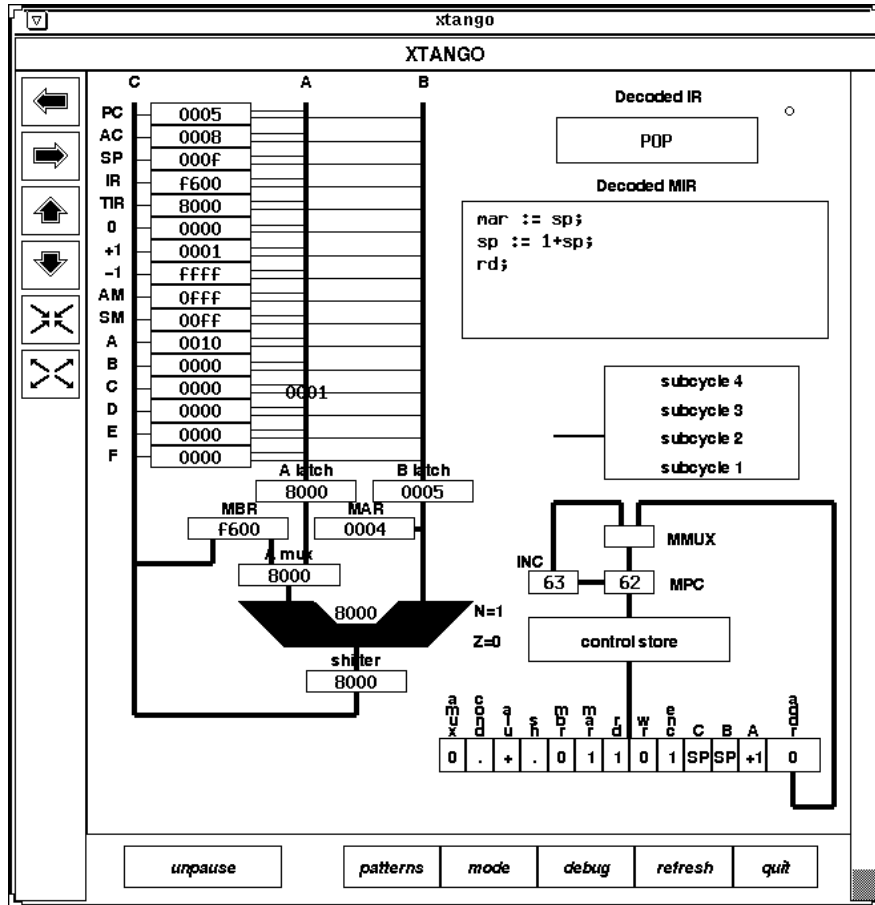 xtango
XTANGO
C A B
PC 0005
AC 0008
SP 000f
IR f600
TIR 8000
0 0000
+1 0001
-1 ffff
AM 0fff
SM 00ff
A 0010
B 0000
C 0000 0001
D 0000
E 0000
F 0000
Decoded IR
POP
Decoded MIR
mar := sp;
sp := 1+sp;
rd;
subcycle 4
subcycle 3
subcycle 2
subcycle 1
A latch B latch
8000 0005
MBR MAR
f600 0004
A mux
8000
8000 N=1
Z=0
shifter
8000
MMUX
INC
63 62 MPC
control store
amux cond alu sh mbr mar rd wr enc C B A addr
0 . + . 0 1 1 0 1 SP SP +1 0
unpause patterns mode debug refresh quit